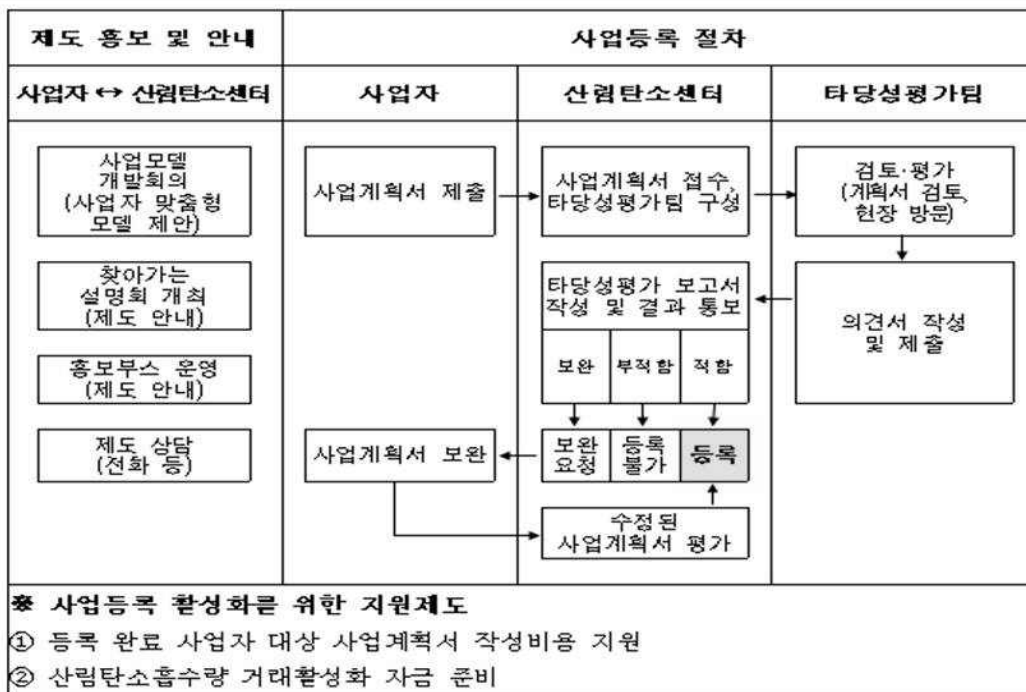 제도 홍보 및 안내
사업등록 절차
사업자 ↔ 산림탄소센터
사업자
산림탄소센터
타당성평가팀
사업모델
개발회의
(사업자 맞춤형
모델 제안)
사업계획서 제출
사업계획서 접수,
타당성평가팀 구성
검토·평가
(계획서 검토,
현장 방문)
찾아가는
설명회 개최
(제도 안내)
타당성평가 보고서
작성 및 결과 통보
의견서 작성
및 제출
보완 부적합 적합
홍보부스 운영
(제도 안내)
제도 상담
(전화 등)
사업계획서 보완
보완
요청
등록
불가
등록
수정된
사업계획서 평가
※ 사업등록 활성화를 위한 지원제도
① 등록 완료 사업자 대상 사업계획서 작성비용 지원
② 산림탄소흡수량 거래활성화 자금 준비